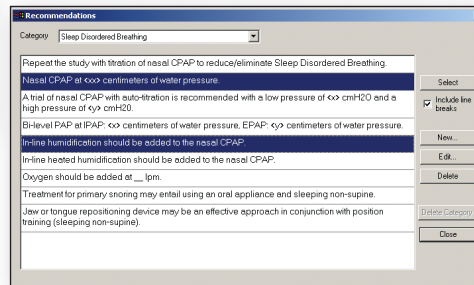 Recommendations
Category Sleep Disordered Breathing
Repeat the study with titration of nasal CPAP to reduce/eliminate Sleep Disordered Breathing.
Nasal CPAP at <xx> centimeters of water pressure.
A trial of nasal CPAP with auto-titration is recommended with a low pressure of <x> cmH2O and a
high pressure of <y> cmH20.
Bi-level PAP at IPAP: <x> centimeters of water pressure, EPAP: <y> centimeters of water pressure.
In-line humidification should be added to the nasal CPAP.
In-line heated humidification should be added to the nasal CPAP.
Oxygen should be added at __ lpm.
Treatment for primary snoring may entail using an oral appliance and sleeping non-supine.
Jaw or tongue repositioning device may be an effective approach in conjunction with position
training (sleeping non-supine).
Select
Include line
breaks
New...
Edit...
Delete
Delete Category
Close